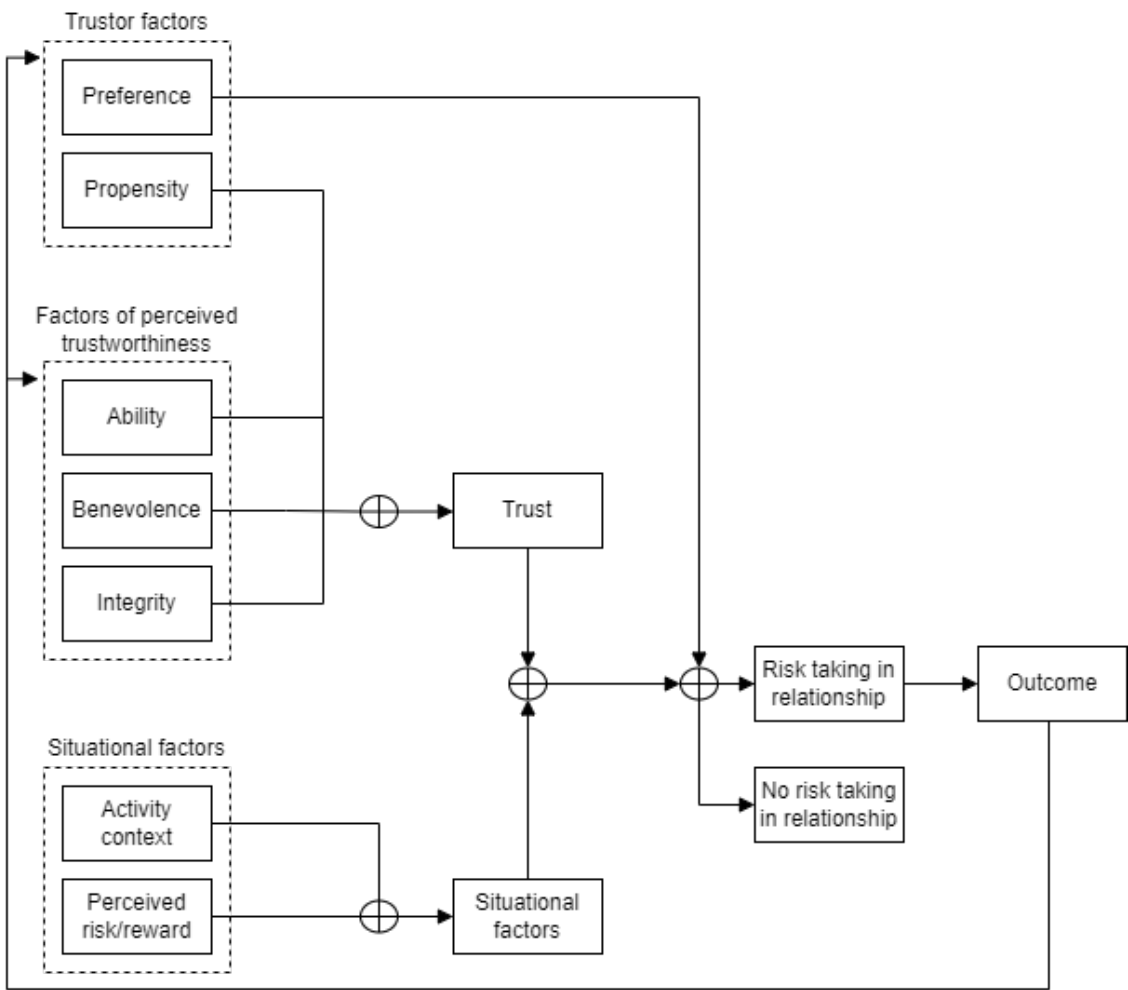 Trustor factors
Preference
Propensity
Factors of perceived
trustworthiness
Ability
Benevolence
Integrity
Trust
Risk taking in
relationship
Outcome
No risk taking
in relationship
Situational factors
Activity
context
Perceived
risk/reward
Situational
factors